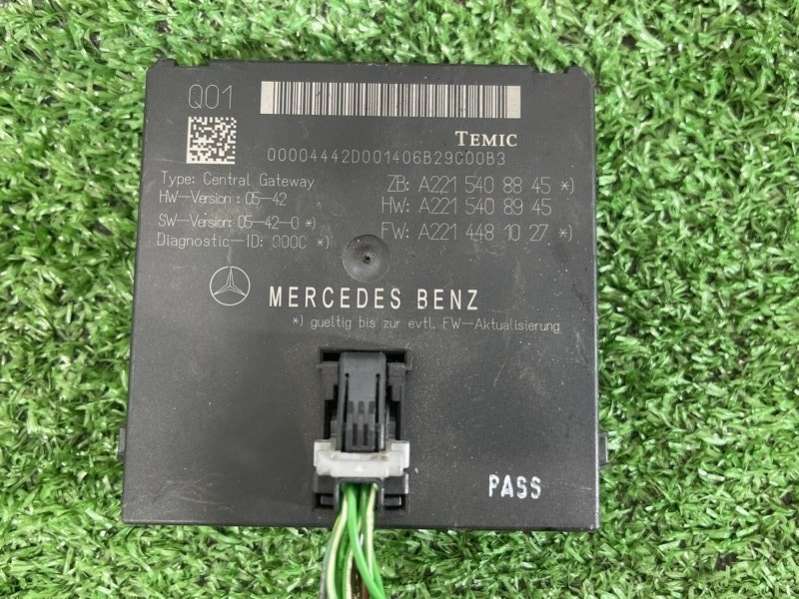 Q01
TEMIC
00004442D001406B29C00B3
Type: Central Gateway
HW-Version: 05-42
SW-Version: 05-42-0 *)
Diagnostic-ID: 000C *)
ZB: A221 540 88 45 *)
HW: A221 540 89 45
FW: A221 448 10 27 *)
MERCEDES BENZ
*) gueltig bis zur evtl. FW-Aktualisierung
PASS